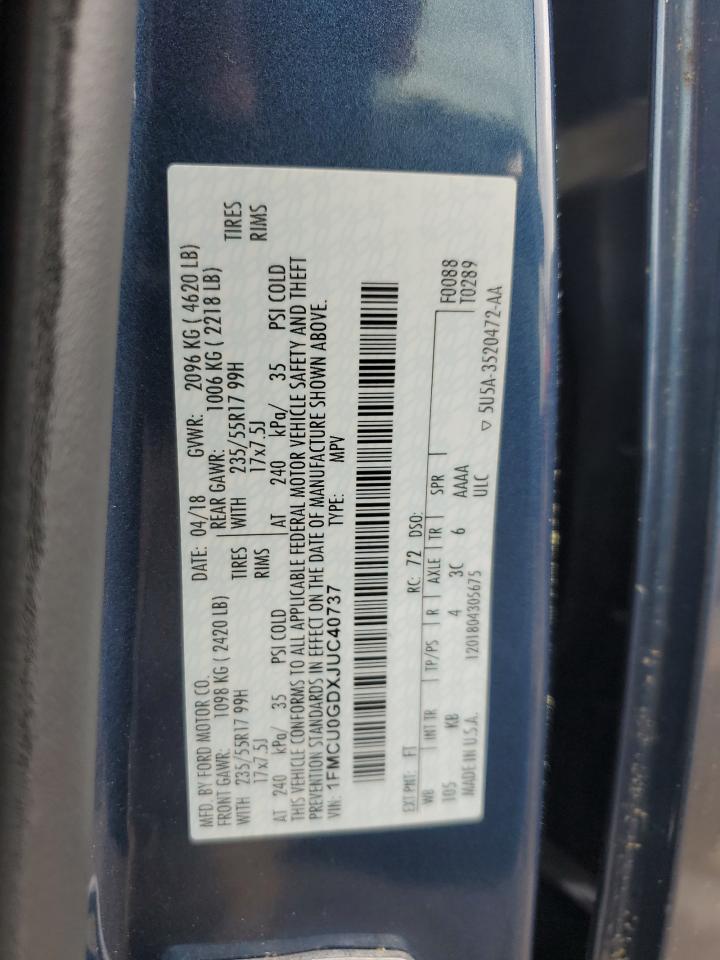 MFD. BY FORD MOTOR CO.
DATE: 04/18 GVWR: 2096 KG ( 4620 LB)
FRONT GAWR: 1098 KG ( 2420 LB) REAR GAWR: 1006 KG ( 2218 LB)
WITH 235/55R17 99H TIRES WITH 235/55R17 99H TIRES
17x7.5J RIMS 17x7.5J RIMS
AT 240 kPa/ 35 PSI COLD AT 240 kPa/ 35 PSI COLD
THIS VEHICLE CONFORMS TO ALL APPLICABLE FEDERAL MOTOR VEHICLE SAFETY AND THEFT
PREVENTION STANDARDS IN EFFECT ON THE DATE OF MANUFACTURE SHOWN ABOVE.
VIN: 1FMCU0GDXJUC40737 TYPE: MPV
EXT PNT: FT RC: 72 DSO: F0088
WB INT TR TP/PS R AXLE TR SPR T0289
105 KB 4 3C 6 AAAA
MADE IN U.S.A. 1201804305675 ULC ▽ 5U5A-3520472-AA